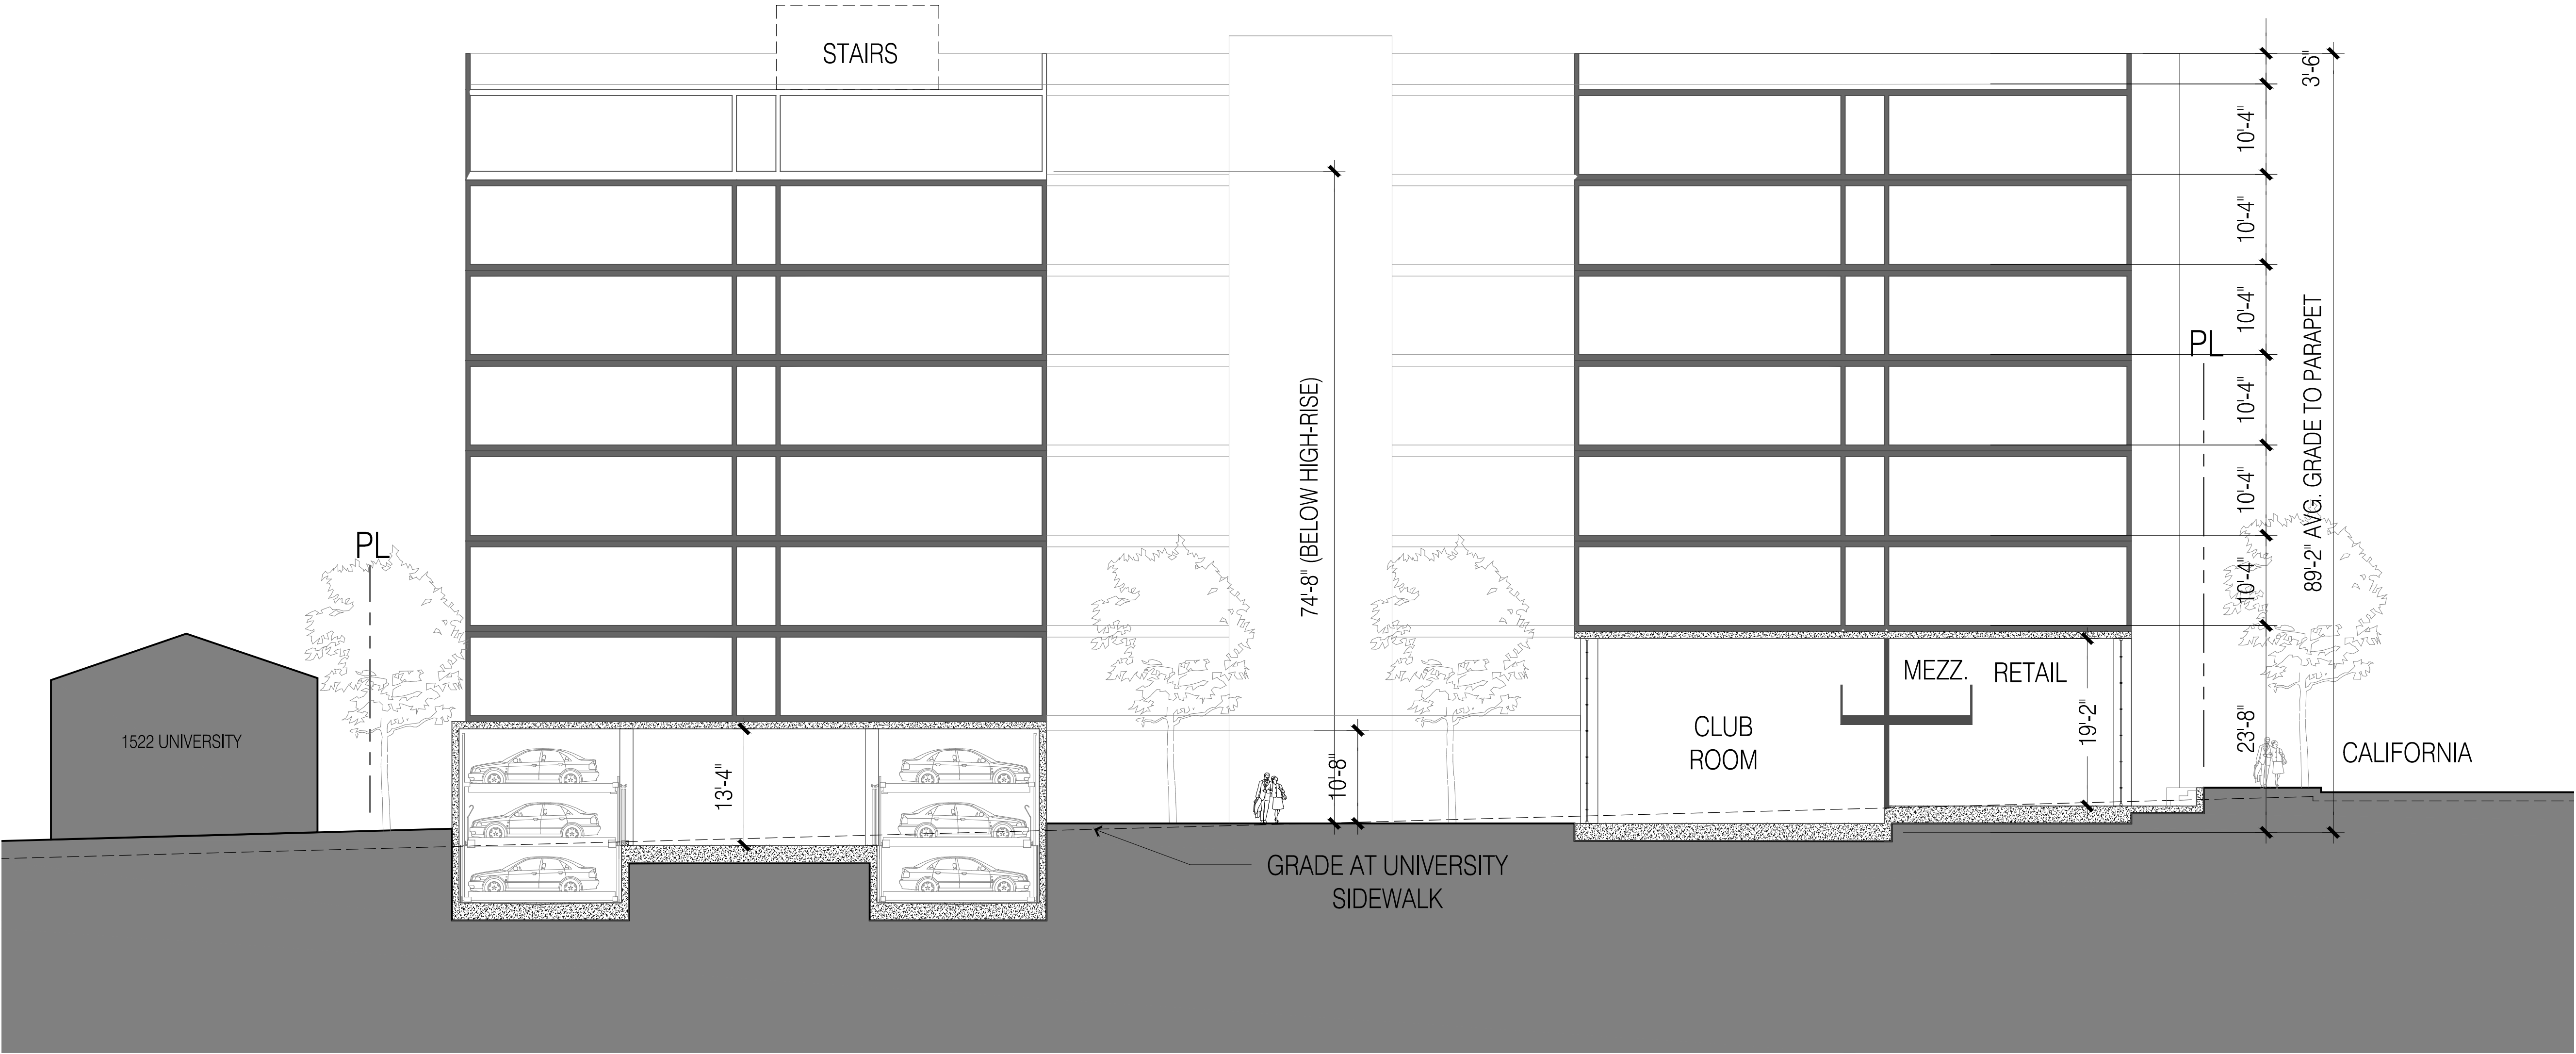 STAIRS
3'-6"
10'-4"
10'-4"
10'-4"
10'-4"
10'-4"
10'-4"
23'-8"
89'-2" AVG. GRADE TO PARAPET
PL
PL
74'-8" (BELOW HIGH-RISE)
1522 UNIVERSITY
13'-4"
10'-8"
CLUB
ROOM
MEZZ.
RETAIL
19'-2"
CALIFORNIA
GRADE AT UNIVERSITY
SIDEWALK